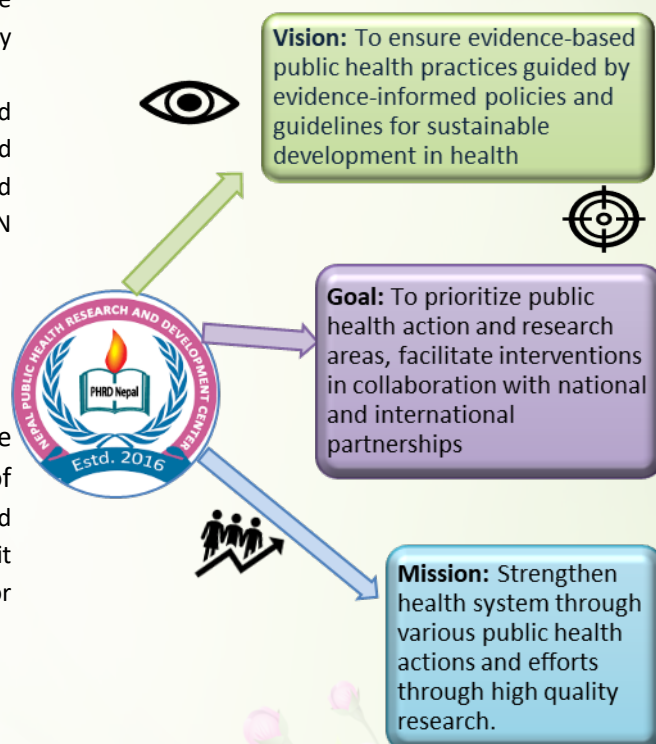 y
d
d
d
N
e
of
d
it
or
Vision: To ensure evidence-based
public health practices guided by
evidence-informed policies and
guidelines for sustainable
development in health
Goal: To prioritize public
health action and research
areas, facilitate interventions
in collaboration with national
and international
partnerships
NEPAL PUBLIC HEALTH RESEARCH AND DEVELOPMENT CENTER
PHRD Nepal
Estd. 2016
Mission: Strengthen
health system through
various public health
actions and efforts
through high quality
research.